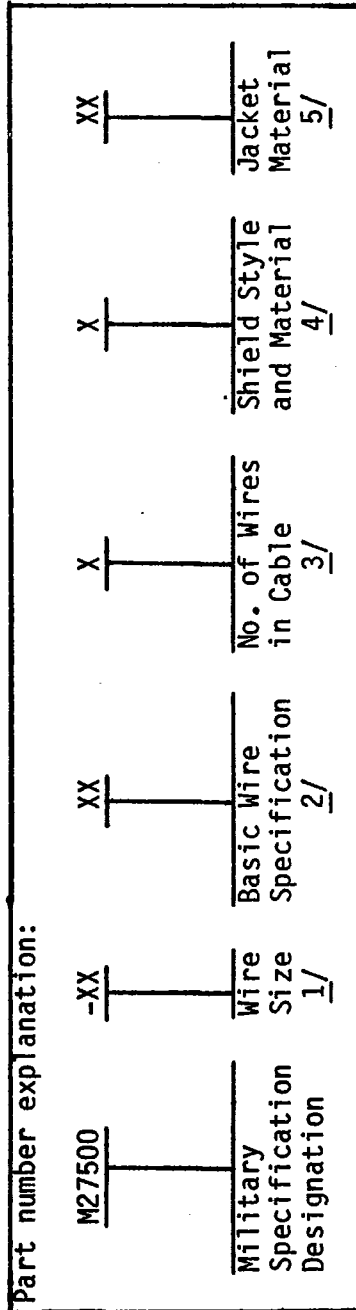 Part number explanation:
M27500 -XX XX X X XX
Military Specification Designation
Wire Size 1/
Basic Wire Specification 2/
No. of Wires in Cable 3/
Shield Style and Material 4/
Jacket Material 5/